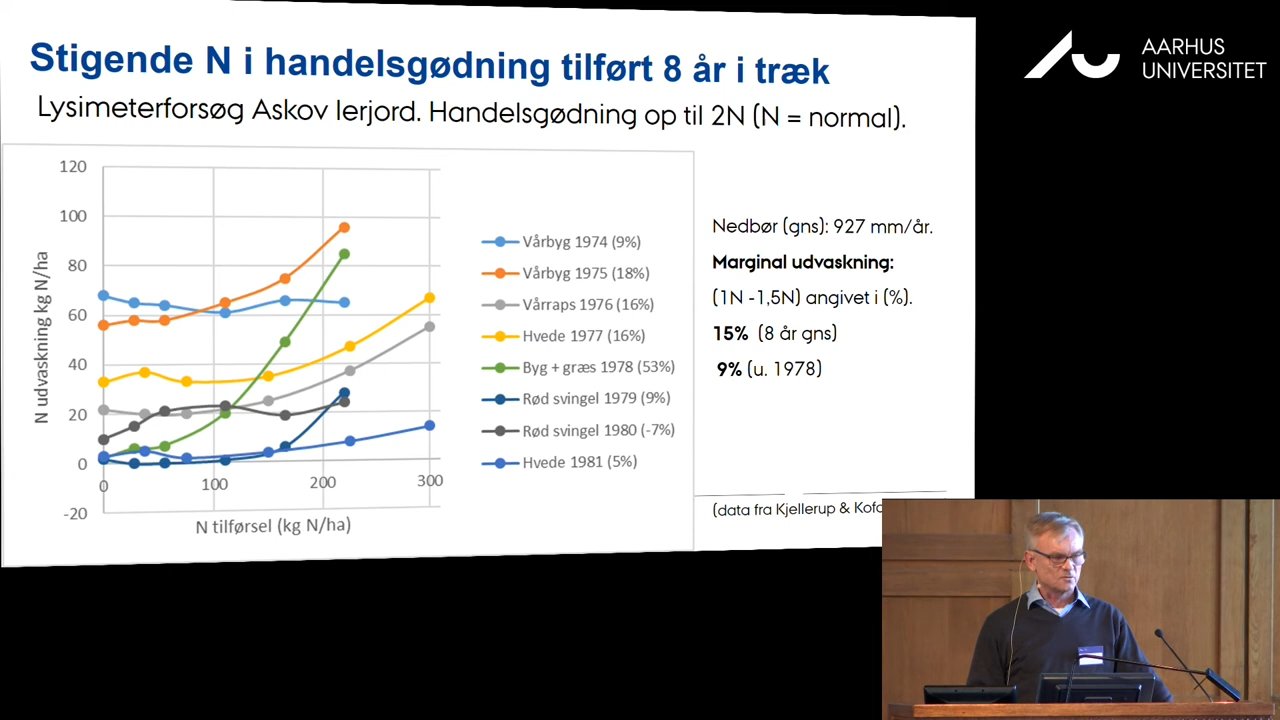 Stigende N i handelsgødning tilført 8 år i træk
Lysimeterforsøg Askov lerjord. Handelsgødning op til 2N (N = normal).
AARHUS
UNIVERSITET
120
100
80
60
40
20
0
-20
N udvaskning kg N/ha
0
100
200
300
N tilførsel (kg N/ha)
Vårbyg 1974 (9%)
Vårbyg 1975 (18%)
Vårraps 1976 (16%)
Hvede 1977 (16%)
Byg + græs 1978 (53%)
Rød svingel 1979 (9%)
Rød svingel 1980 (-7%)
Hvede 1981 (5%)
Nedbør (gns): 927 mm/år.
Marginal udvaskning:
(1N -1,5N) angivet i (%).
15% (8 år gns)
9% (u. 1978)
(data fra Kjellerup &